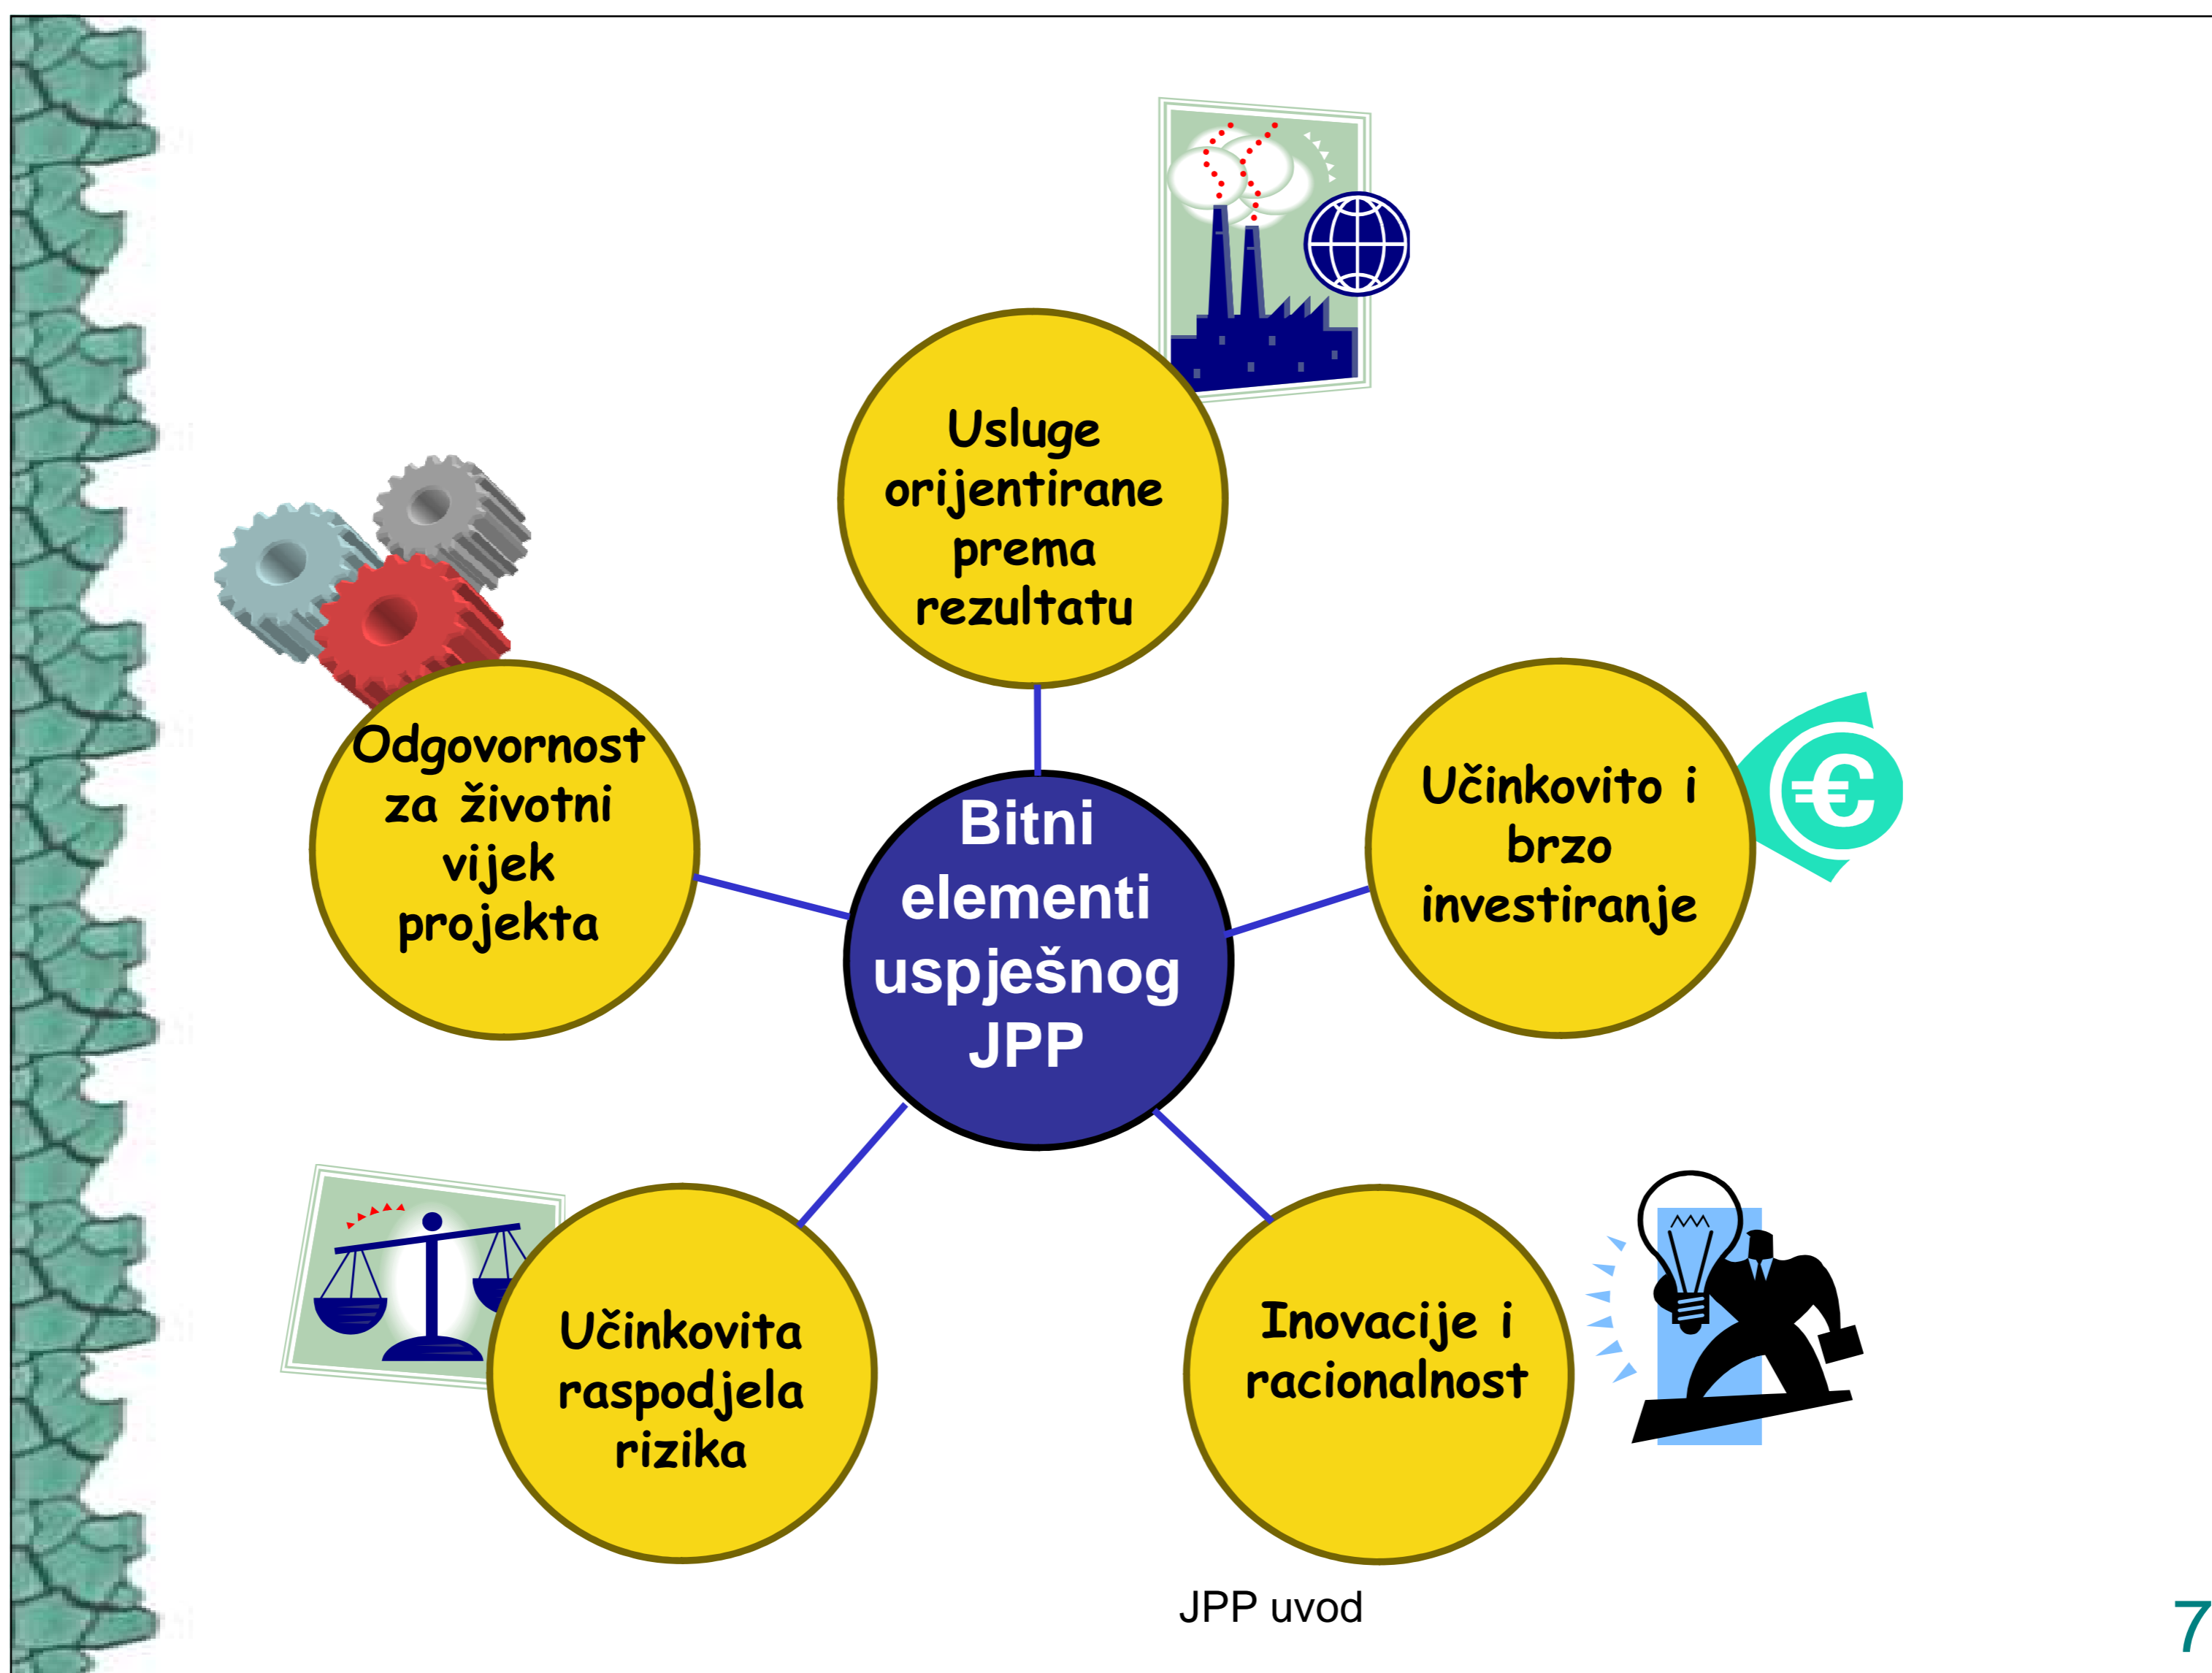 Usluge
orijentirane
prema
rezultatu
Odgovornost
za životni
vijek
projekta
Učinkovito i
brzo
investiranje
Bitni
elementi
uspješnog
JPP
Učinkovita
raspodjela
rizika
Inovacije i
racionalnost
€
JPP uvod
7